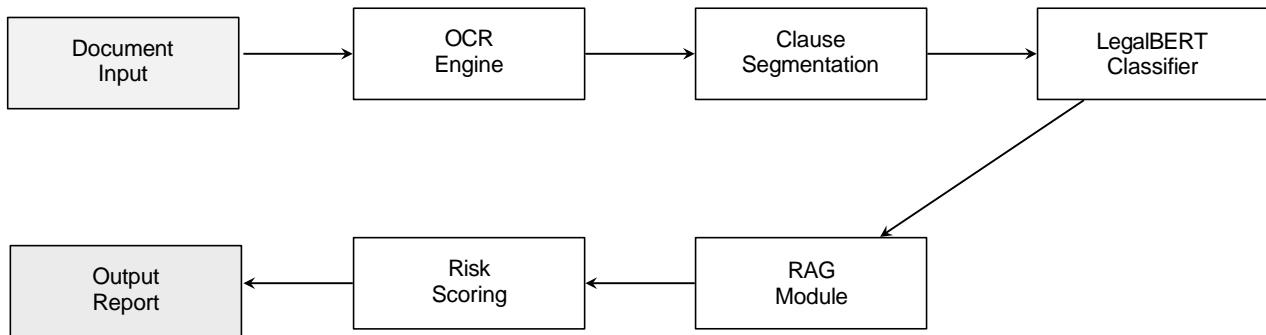 Document
Input
OCR
Engine
Clause
Segmentation
LegalBERT
Classifier
Output
Report
Risk
Scoring
RAG
Module